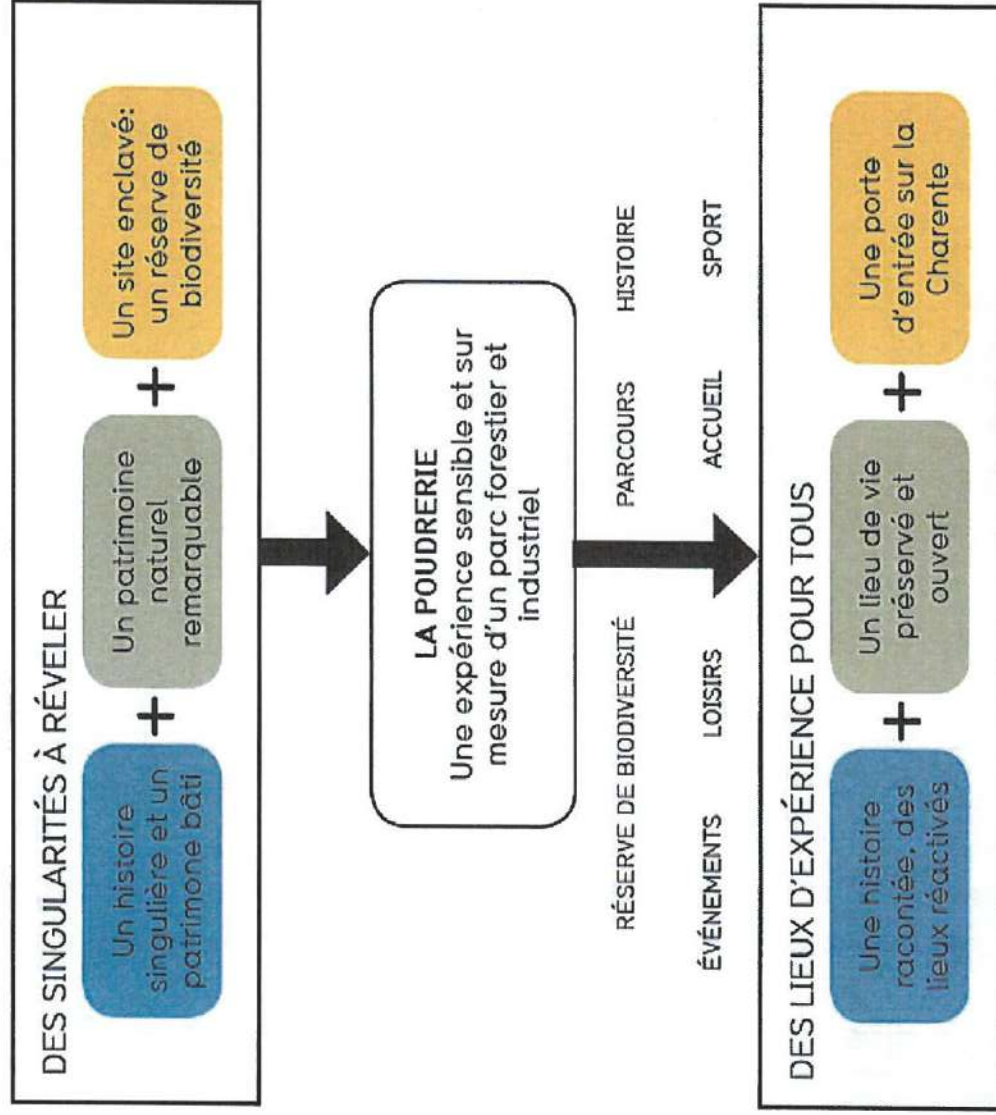 DES SINGULARITÉS À RÉVELER
Un histoire
singulière et un
patrimone bâti
+
Un patrimoine
naturel
remarquable
+
Un site enclavé:
un réserve de
biodiversité
LA POUDRERIE
Une expérience sensible et sur
mesure d'un parc forestier et
industriel
RÉSERVE DE BIODIVERSITÉ PARCOURS HISTOIRE
ÉVÉNEMENTS LOISIRS ACCUEIL SPORT
DES LIEUX D'EXPÉRIENCE POUR TOUS
Une histoire
racontée, des
lieux réactivés
+
Un lieu de vie
préservé et
ouvert
+
Une porte
d'entrée sur la
Charente